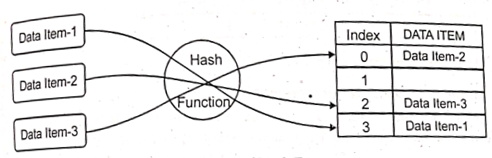 Data Item-1
Data Item-2
Data Item-3
Hash
Function
Index DATA ITEM
0 Data Item-2
1
2 Data Item-3
3 Data Item-1